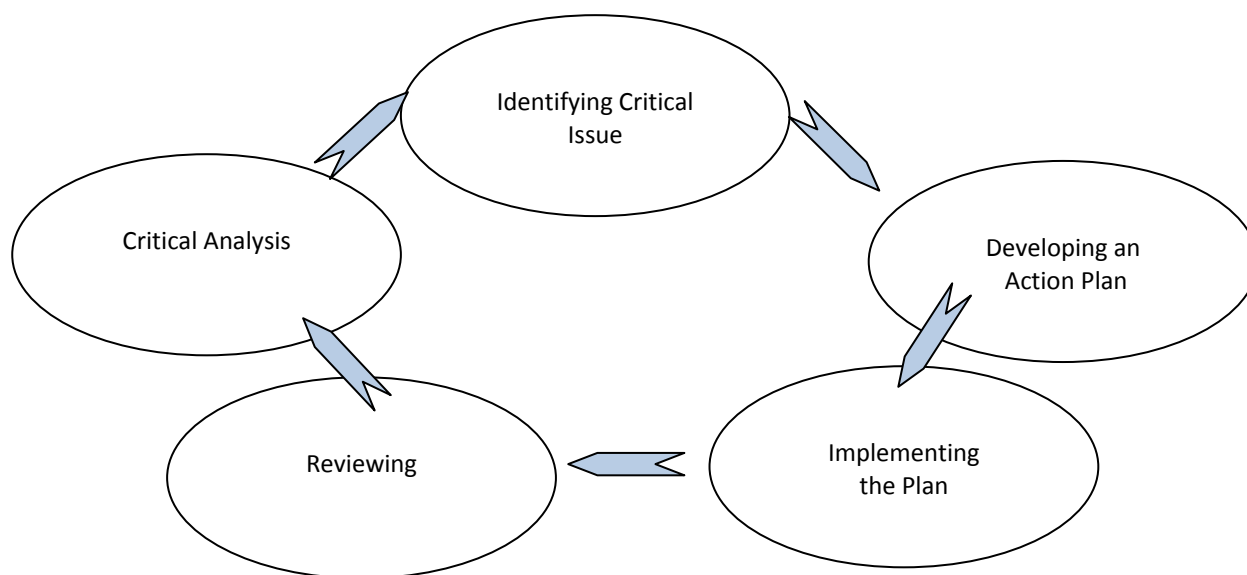 Identifying Critical
Issue
Critical Analysis
Developing an
Action Plan
Reviewing
Implementing
the Plan